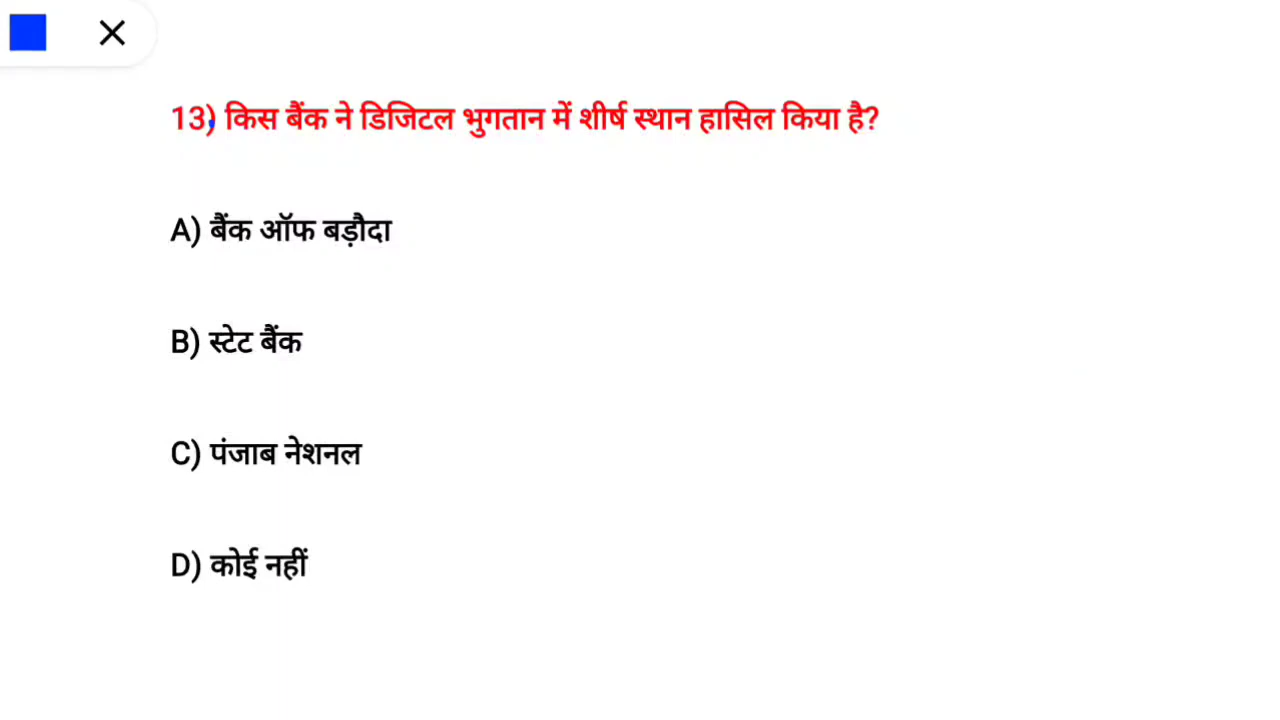 13) किस बैंक ने डिजिटल भुगतान में शीर्ष स्थान हासिल किया है?
A) बैंक ऑफ बड़ौदा
B) स्टेट बैंक
C) पंजाब नेशनल
D) कोई नहीं